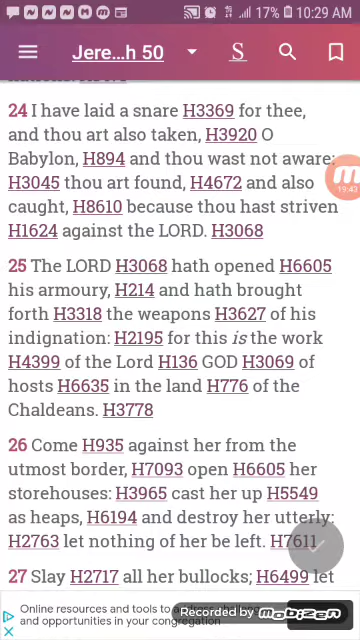 17% 10:29 AM
Jere...h 50 S
24 I have laid a snare H3369 for thee,
and thou art also taken, H3920 O
Babylon, H894 and thou wast not aware:
H3045 thou art found, H4672 and also
caught, H8610 because thou hast striven
H1624 against the LORD. H3068
19:43
25 The LORD H3068 hath opened H6605
his armoury, H214 and hath brought
forth H3318 the weapons H3627 of his
indignation: H2195 for this is the work
H4399 of the Lord H136 GOD H3069 of
hosts H6635 in the land H776 of the
Chaldeans. H3778
26 Come H935 against her from the
utmost border, H7093 open H6605 her
storehouses: H3965 cast her up H5549
as heaps, H6194 and destroy her utterly:
H2763 let nothing of her be left. H7611
27 Slay H2717 all her bullocks; H6499 let
Online resources and tools to
and opportunities in your congregation
Recorded by mobizen